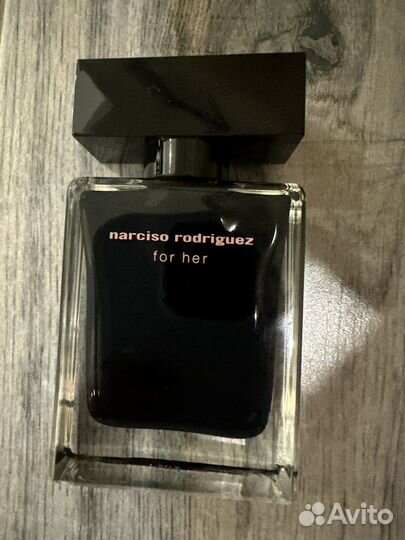 narciso rodriguez
for her
Avito